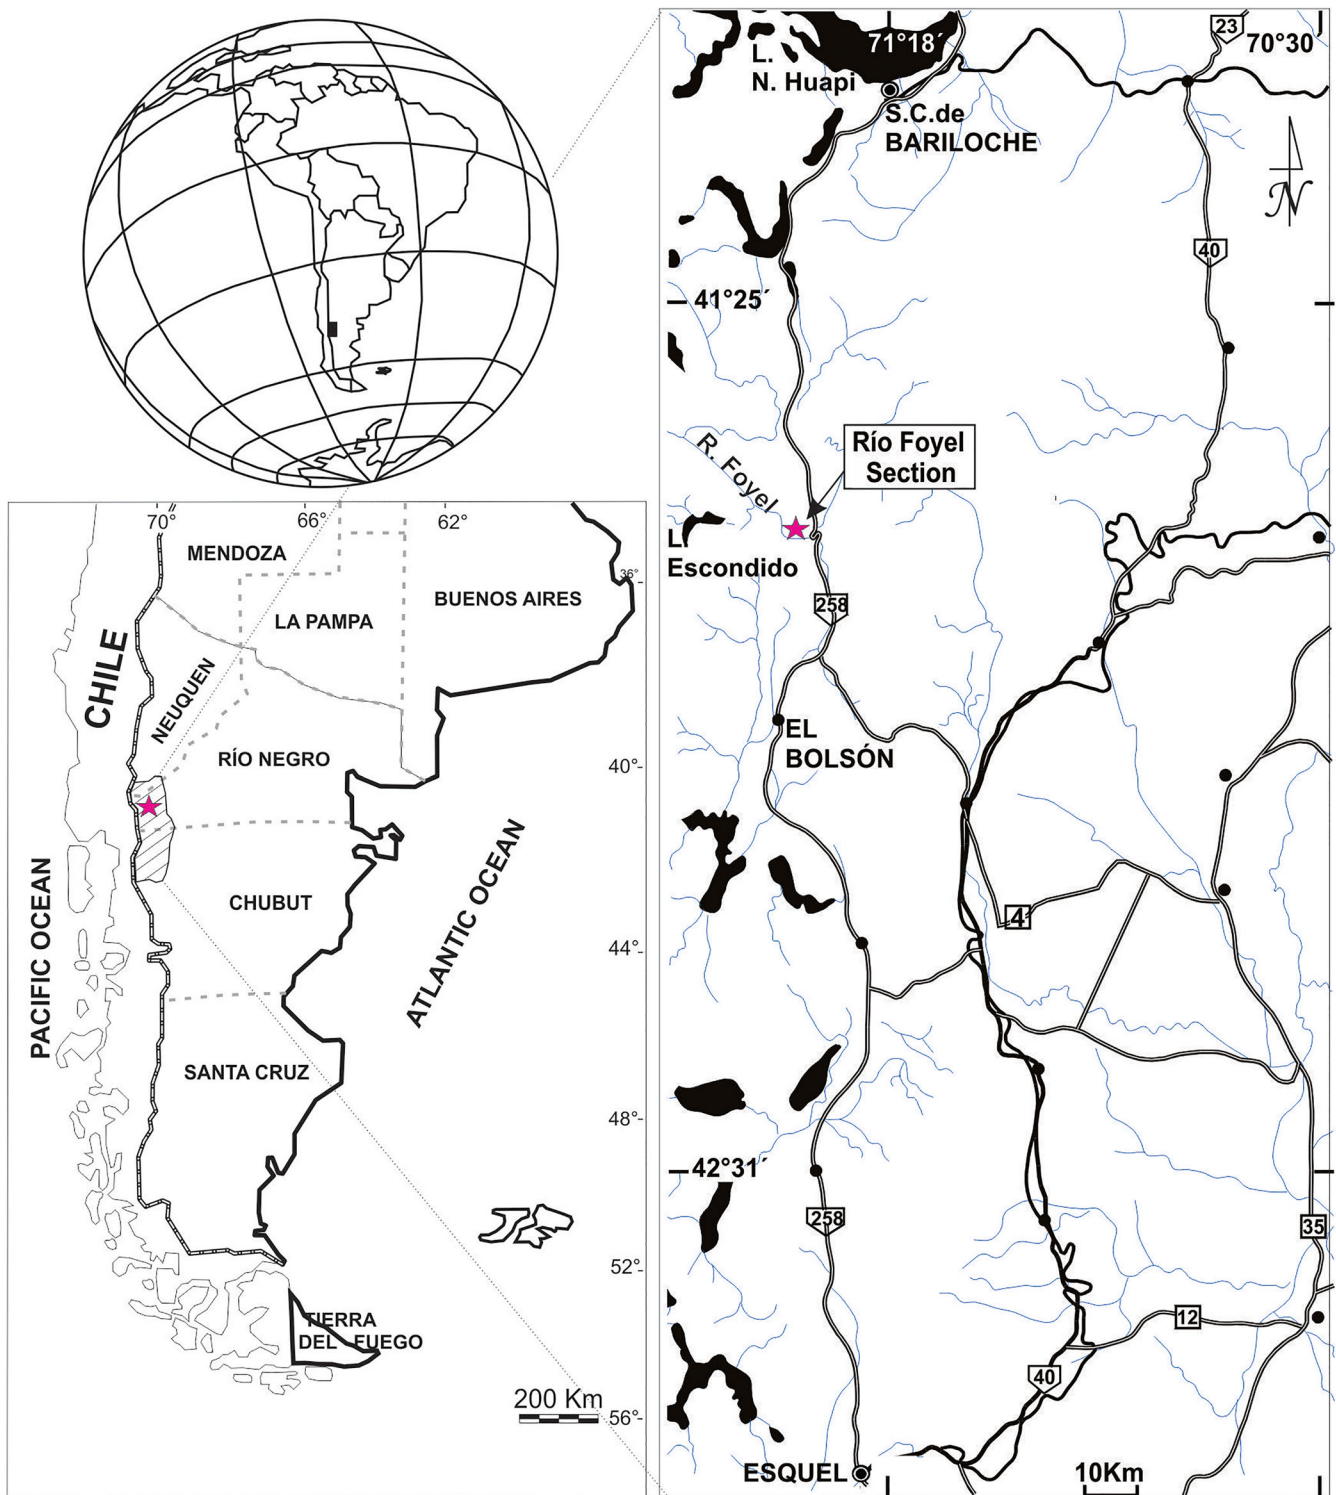 70°
66°
62°
MENDOZA
36°
LA PAMPA
BUENOS AIRES
CHILE
NEUQUEN
RÍO NEGRO
40°
PACIFIC OCEAN
CHUBUT
ATLANTIC OCEAN
44°
SANTA CRUZ
48°
52°
TIERRA
DEL FUEGO
200 Km
56°
71°18´
23
70°30´
L.
N. Huapi
S.C.de
BARILOCHE
N
40
41°25´
R. Foyel
Río Foyel
Section
L.
Escondido
258
EL
BOLSÓN
4
42°31´
258
35
12
40
ESQUEL
10Km